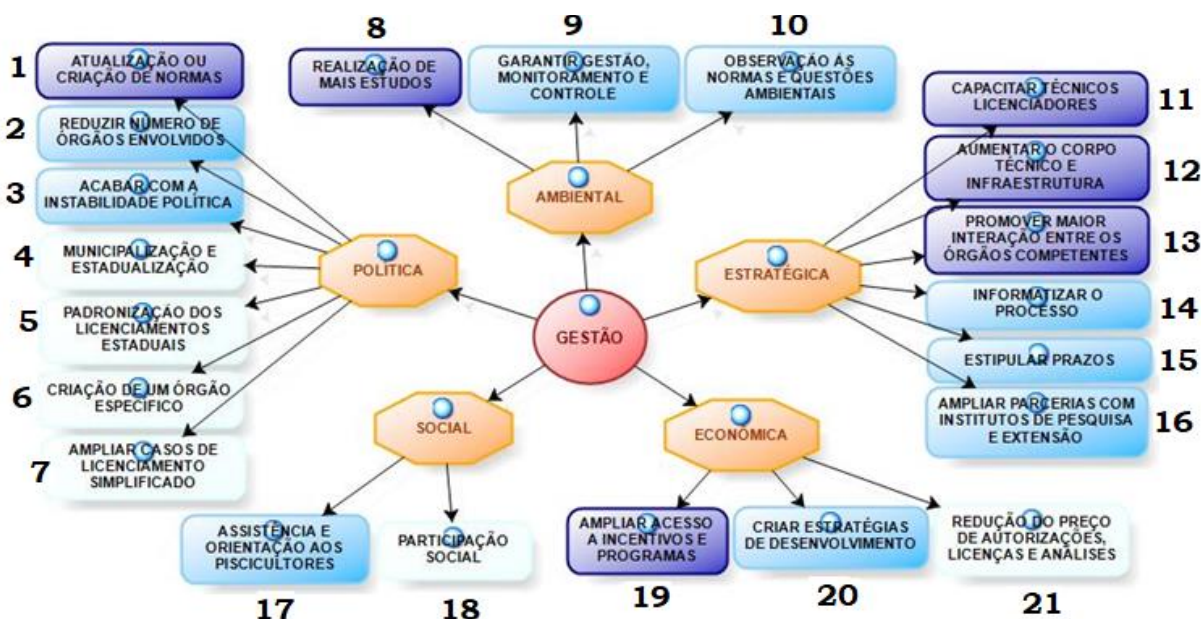 8
9
10
1
ATUALIZAÇÃO OU
CRIAÇÃO DE NORMAS
2
REDUZIR NÚMERO DE
ÓRGÃOS ENVOLVIDOS
3
ACABAR COM A
INSTABILIDADE POLÍTICA
4
MUNICIPALIZAÇÃO E
ESTADUALIZAÇÃO
5
PADRONIZAÇÃO DOS
LICENCIAMENTOS
ESTADUAIS
6
CRIAÇÃO DE UM ÓRGÃO
ESPECÍFICO
7
AMPLIAR CASOS DE
LICENCIAMENTO
SIMPLIFICADO
REALIZAÇÃO DE
MAIS ESTUDOS
GARANTIR GESTÃO,
MONITORAMENTO E
CONTROLE
OBSERVAÇÃO ÀS
NORMAS E QUESTÕES
AMBIENTAIS
AMBIENTAL
POLÍTICA
ESTRATÉGICA
GESTÃO
SOCIAL
ECONÔMICA
CAPACITAR TÉCNICOS
LICENCIADORES
11
AUMENTAR O CORPO
TÉCNICO E
INFRAESTRUTURA
12
PROMOVER MAIOR
INTERAÇÃO ENTRE OS
ÓRGÃOS COMPETENTES
13
INFORMATIZAR O
PROCESSO
14
ESTIPULAR PRAZOS
15
AMPLIAR PARCERIAS COM
INSTITUTOS DE PESQUISA
E EXTENSÃO
16
ASSISTÊNCIA E
ORIENTAÇÃO AOS
PISCICULTORES
17
PARTICIPAÇÃO
SOCIAL
18
AMPLIAR ACESSO
A INCENTIVOS E
PROGRAMAS
19
CRIAR ESTRATÉGIAS
DE DESENVOLVIMENTO
20
REDUÇÃO DO PREÇO
DE AUTORIZAÇÕES,
LICENÇAS E ANÁLISES
21